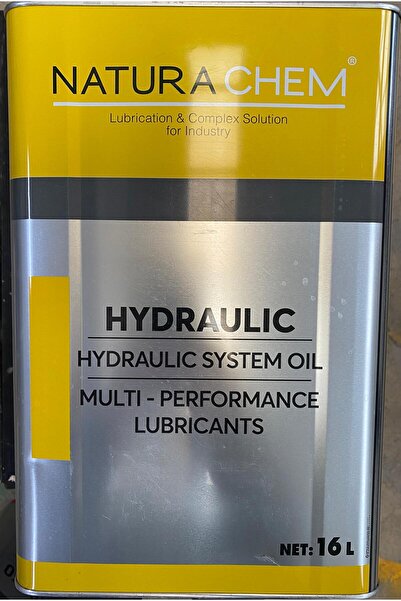 NATURA CHEM®
Lubrication & Complex Solution
for Industry
HYDRAULIC
HYDRAULIC SYSTEM OIL
MULTI - PERFORMANCE
LUBRICANTS
NET: 16 L